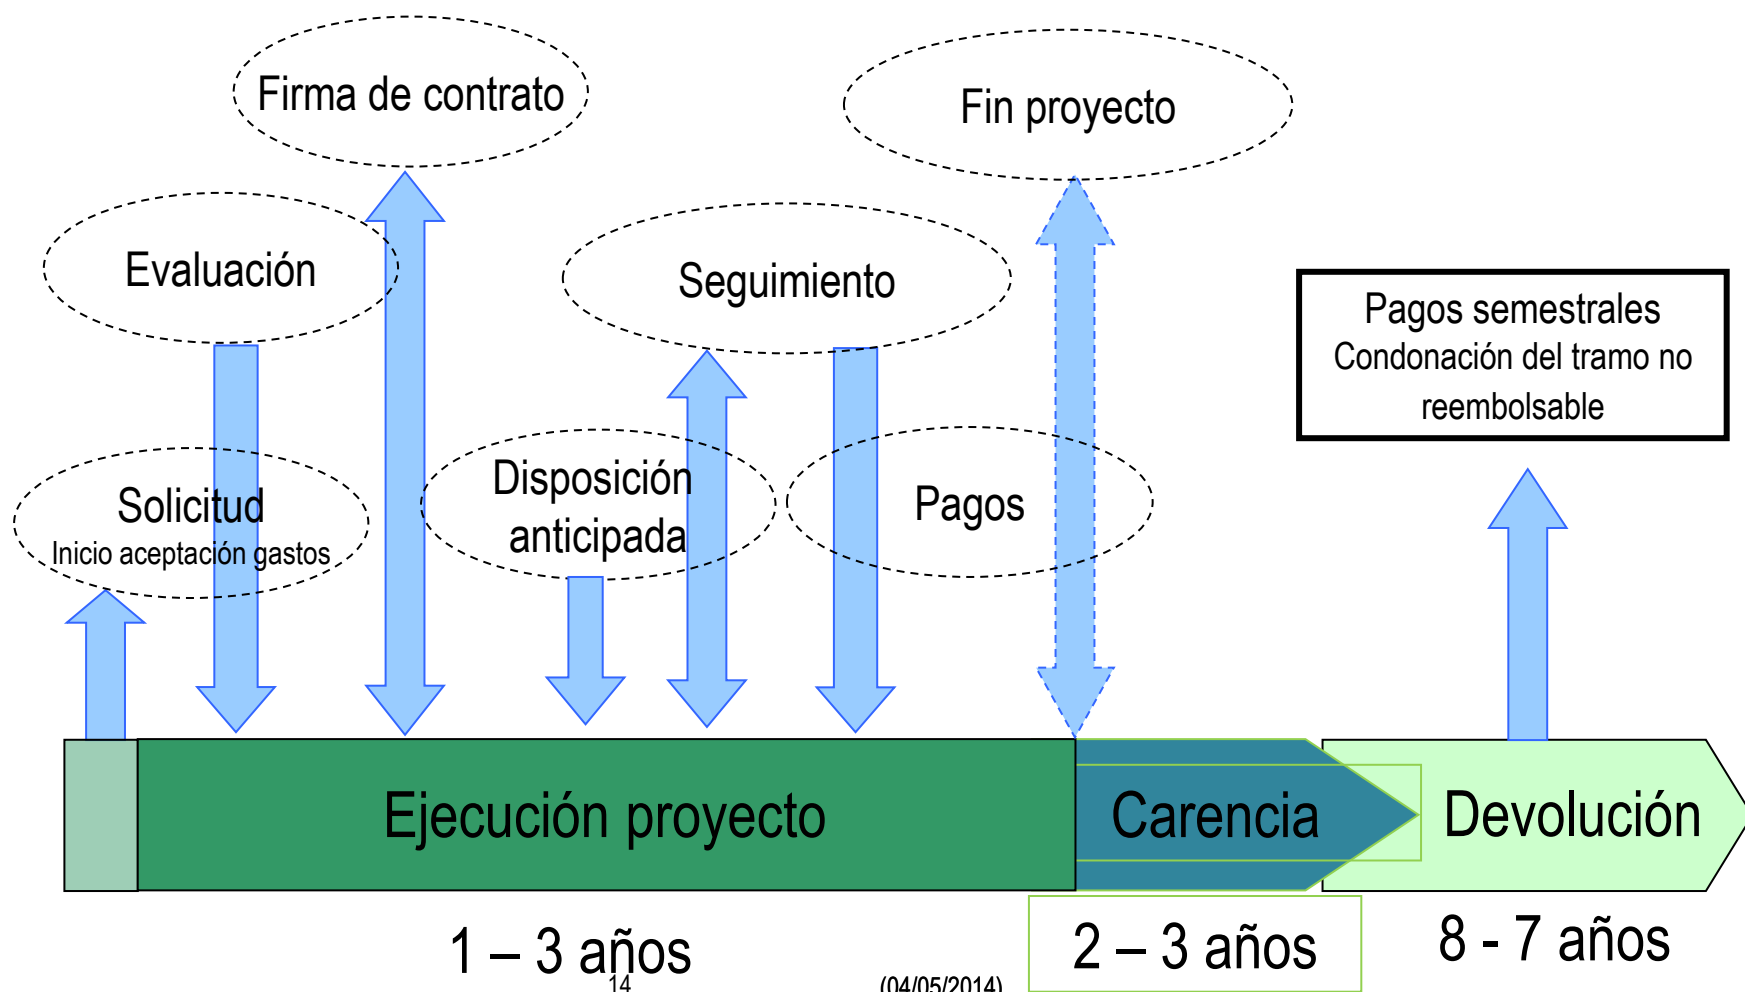 Firma de contrato
Fin proyecto
Evaluación
Seguimiento
Pagos semestrales
Condonación del tramo no
reembolsable
Solicitud
Inicio aceptación gastos
Disposición
anticipada
Pagos
Ejecución proyecto
Carencia
Devolución
1 – 3 años
2 – 3 años
8 - 7 años
14
(04/05/2014)